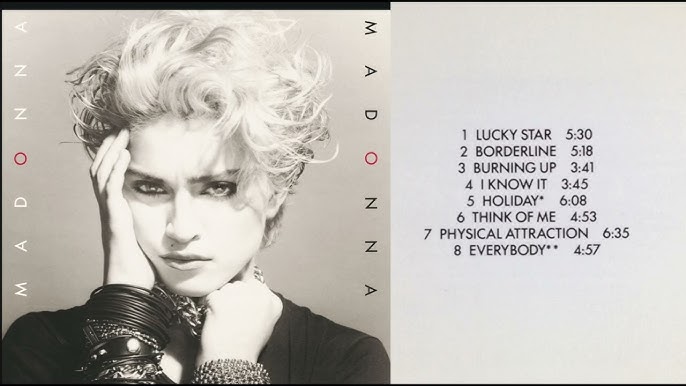 MADONNA
MADONNA
1 LUCKY STAR 5:30
2 BORDERLINE 5:18
3 BURNING UP 3:41
4 I KNOW IT 3:45
5 HOLIDAY* 6:08
6 THINK OF ME 4:53
7 PHYSICAL ATTRACTION 6:35
8 EVERYBODY** 4:57